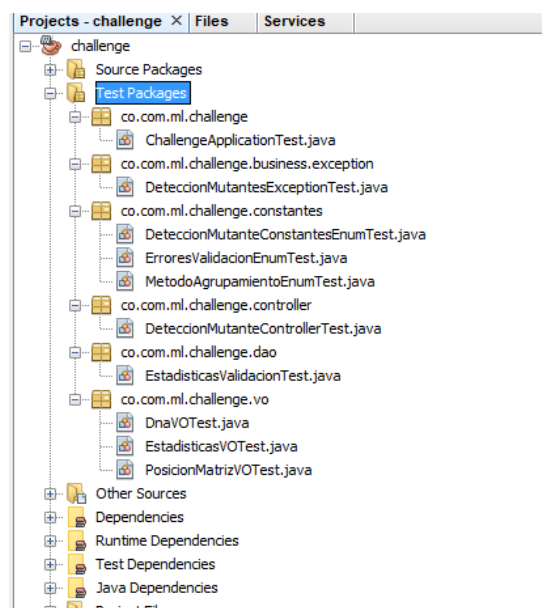 Projects - challenge × Files Services
challenge
Source Packages
Test Packages
co.com.ml.challenge
ChallengeApplicationTest.java
co.com.ml.challenge.business.exception
DeteccionMutantesExceptionTest.java
co.com.ml.challenge.constantes
DeteccionMutanteConstantesEnumTest.java
ErroresValidacionEnumTest.java
MetodoAgrupamientoEnumTest.java
co.com.ml.challenge.controller
DeteccionMutanteControllerTest.java
co.com.ml.challenge.dao
EstadisticasValidacionTest.java
co.com.ml.challenge.vo
DnaVOTest.java
EstadisticasVOTest.java
PosicionMatrizVOTest.java
Other Sources
Dependencies
Runtime Dependencies
Test Dependencies
Java Dependencies